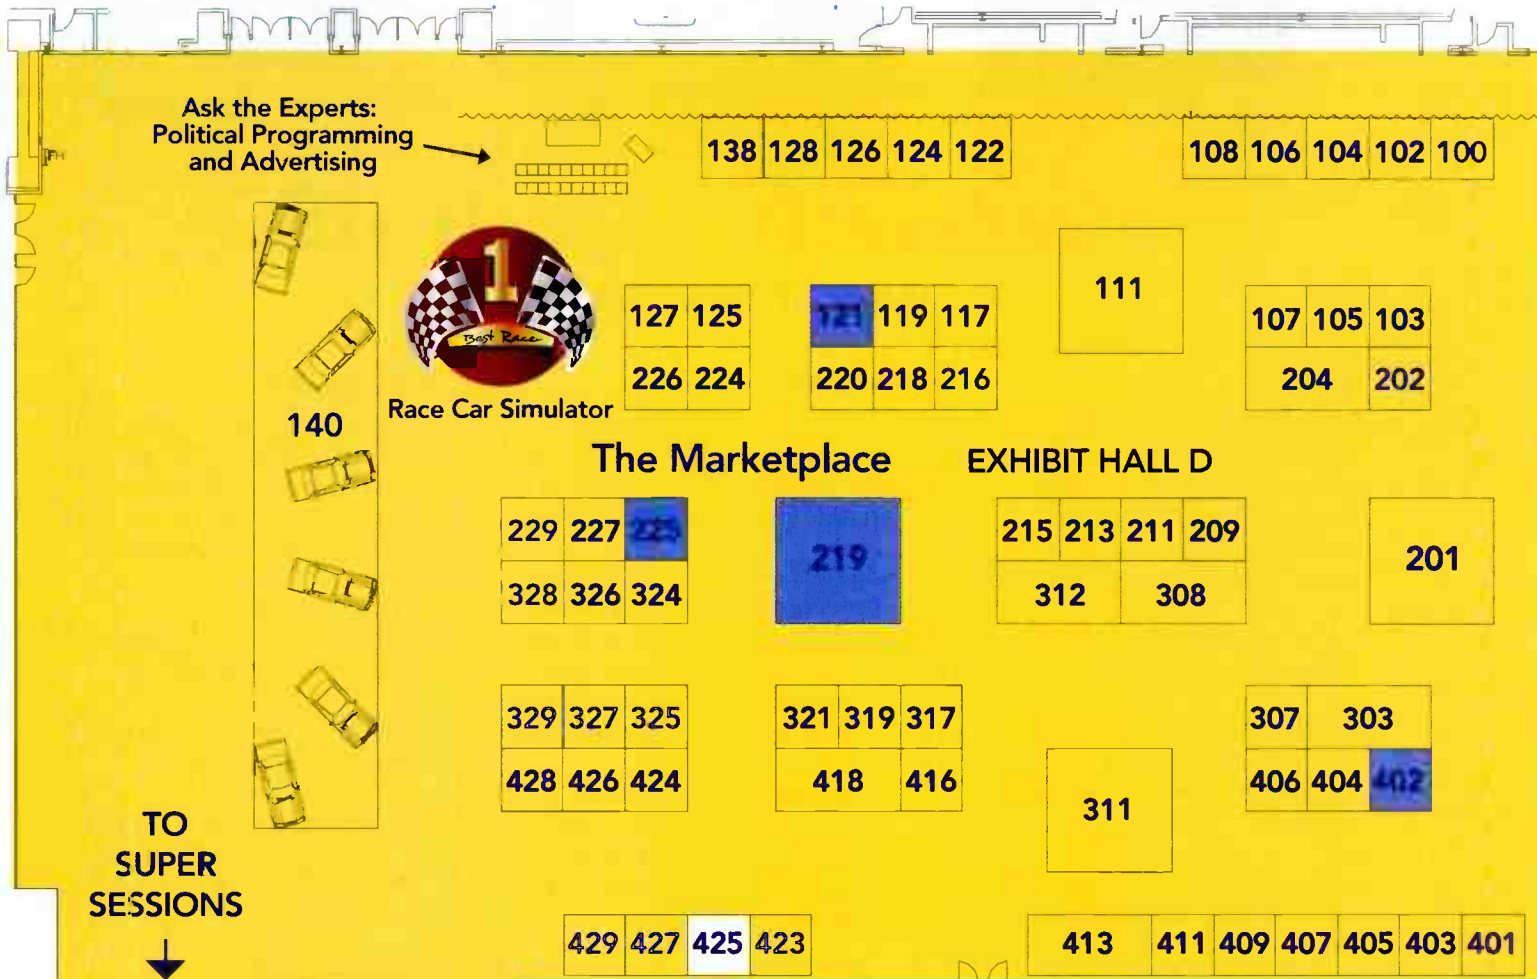 Ask the Experts:
Political Programming
and Advertising
138 128 126 124 122
108 106 104 102 100
1
Best Race
Race Car Simulator
111
127 125
121 119 117
107 105 103
226 224
220 218 216
204 202
140
The Marketplace
EXHIBIT HALL D
229 227 225
219
215 213 211 209
201
328 326 324
312 308
329 327 325
321 319 317
307 303
428 426 424
418 416
311
406 404 402
TO
SUPER
SESSIONS
429 427 425 423
413 411 409 407 405 403 401